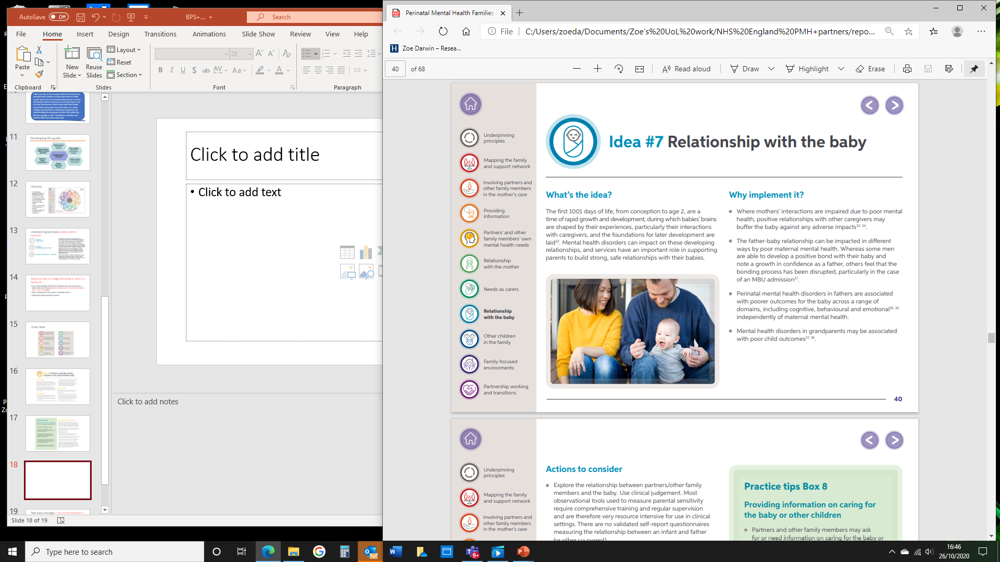 AutoSave Off BPS+... Search
File Home Insert Design Transitions Animations Slide Show Review View Help
Paste
New Slide
Reuse Slides
Layout
Reset
Section
28
Clipboard Slides Font Paragraph
11
Developing the guide
12
Overview
13
14
15
10 key ideas
16
17
18
19
Click to add title
• Click to add text
Click to add notes
Slide 18 of 19
Perinatal Mental Health Families
File C:/Users/zoeda/Documents/Zoe's%20UoL%20work/NHS%20England%20PMH+partners/repo...
Zoe Darwin – Resea...
40 of 68 Read aloud Draw Highlight Erase
Underpinning
principles
Mapping the family
and support network
Involving partners and
other family members
in the mother's care
Providing
information
Partners' and other
family members' own
mental health needs
Relationship
with the mother
Needs as carers
Relationship
with the baby
Other children
in the family
Family-focused
environments
Partnership working
and transitions
Idea #7 Relationship with the baby
What's the idea?
The first 1001 days of life, from conception to age 2, are a
time of rapid growth and development, during which babies' brains
are shaped by their experiences, particularly their interactions
with caregivers, and the foundations for later development are
laid³². Mental health disorders can impact on these developing
relationships, and services have an important role in supporting
parents to build strong, safe relationships with their babies.
Why implement it?
Where mothers' interactions are impaired due to poor mental
health, positive relationships with other caregivers may
buffer the baby against any adverse impacts³³, ³⁴.
The father-baby relationship can be impacted in different
ways by poor maternal mental health. Whereas some men
are able to develop a positive bond with their baby and
note a growth in confidence as a father, others feel that the
bonding process has been disrupted, particularly in the case
of an MBU admission¹⁷.
Perinatal mental health disorders in fathers are associated
with poorer outcomes for the baby across a range of
domains, including cognitive, behavioural and emotional³⁵, ³⁶
independently of maternal mental health.
Mental health disorders in grandparents may be associated
with poor child outcomes³⁷, ³⁸.
40
Underpinning
principles
Mapping the family
and support network
Involving partners and
other family members
in the mother's care
Actions to consider
Explore the relationship between partners/other family
members and the baby. Use clinical judgement. Most
observational tools used to measure parental sensitivity
require comprehensive training and regular supervision
and are therefore very resource intensive for use in clinical
settings. There are no validated self-report questionnaires
measuring the relationship between an infant and father
(or other co-parent)
Practice tips Box 8
Providing information on caring for
the baby or other children
Partners and other family members may ask
for or need information on caring for the baby or
Type here to search
9+
16:46
26/10/2020